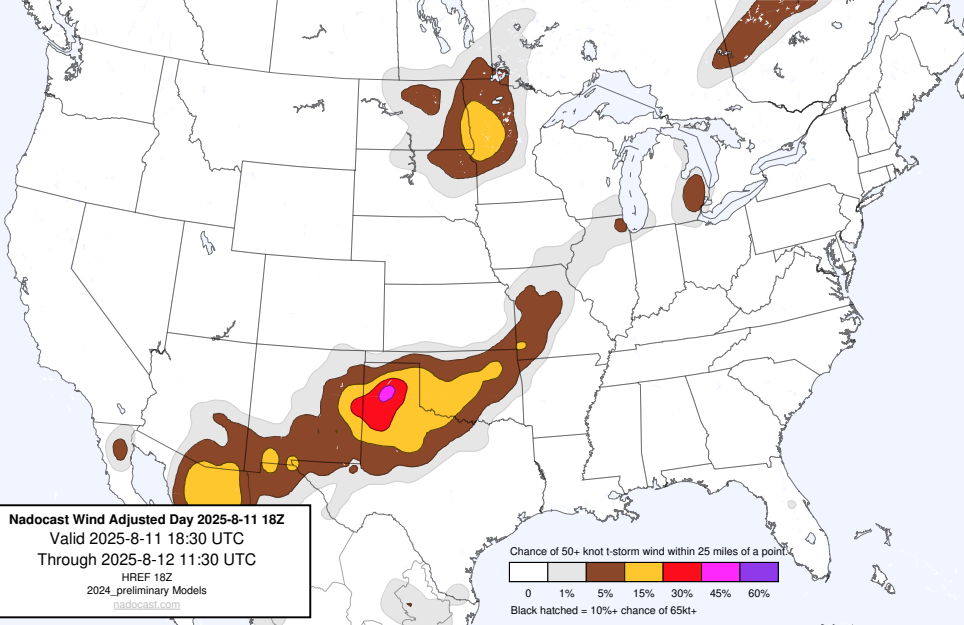 Nadocast Wind Adjusted Day 2025-8-11 18Z
Valid 2025-8-11 18:30 UTC
Through 2025-8-12 11:30 UTC
HREF 18Z
2024_preliminary Models
nadocast.com
Chance of 50+ knot t-storm wind within 25 miles of a point.
0 1% 5% 15% 30% 45% 60%
Black hatched = 10%+ chance of 65kt+